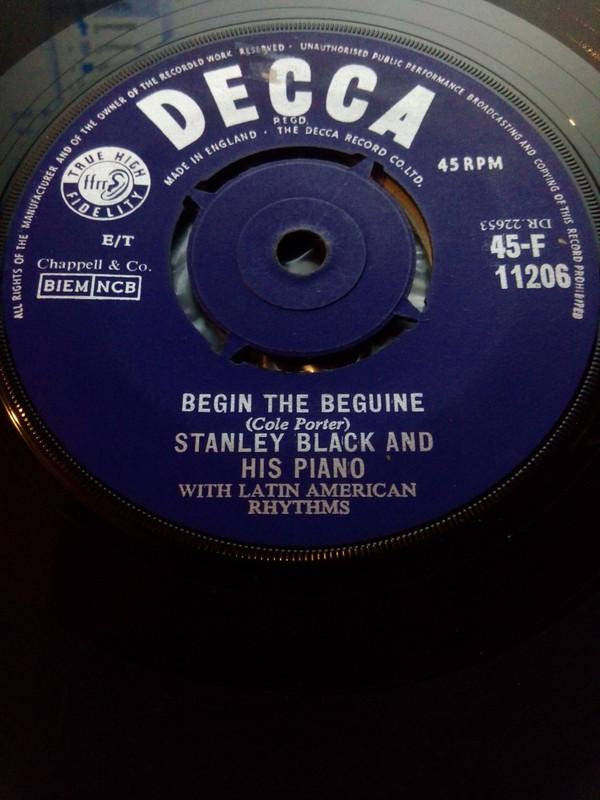 ALL RIGHTS OF THE MANUFACTURER AND OF THE OWNER OF THE RECORDED WORK RESERVED · UNAUTHORISED PUBLIC PERFORMANCE BROADCASTING AND COPYING OF THIS RECORD PROHIBITED
DECCA
REGD.
MADE IN ENGLAND · THE DECCA RECORD CO. LTD.
TRUE HIGH
ffrr
FIDELITY
45 RPM
E/T
Chappell & Co.
BIEM NCB
DR.22653
45-F
11206
BEGIN THE BEGUINE
(Cole Porter)
STANLEY BLACK AND
HIS PIANO
WITH LATIN AMERICAN
RHYTHMS